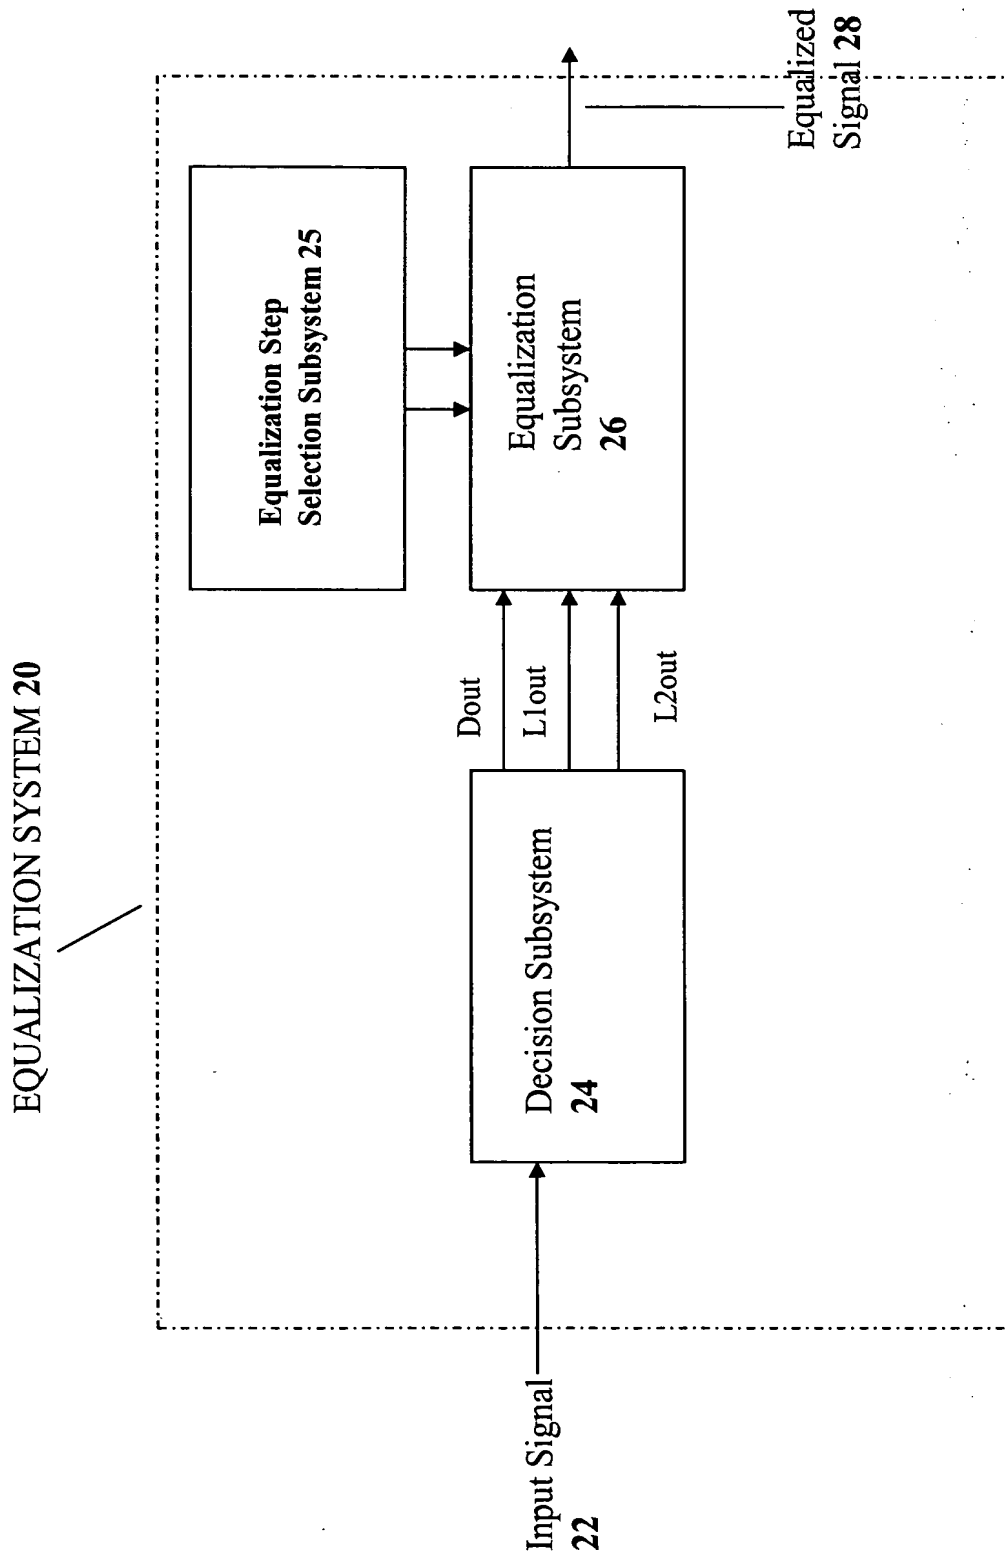 EQUALIZATION SYSTEM 20
Equalization Step
Selection Subsystem 25
Input Signal
22
Decision Subsystem
24
Dout
L1out
L2out
Equalization
Subsystem
26
Equalized
Signal 28